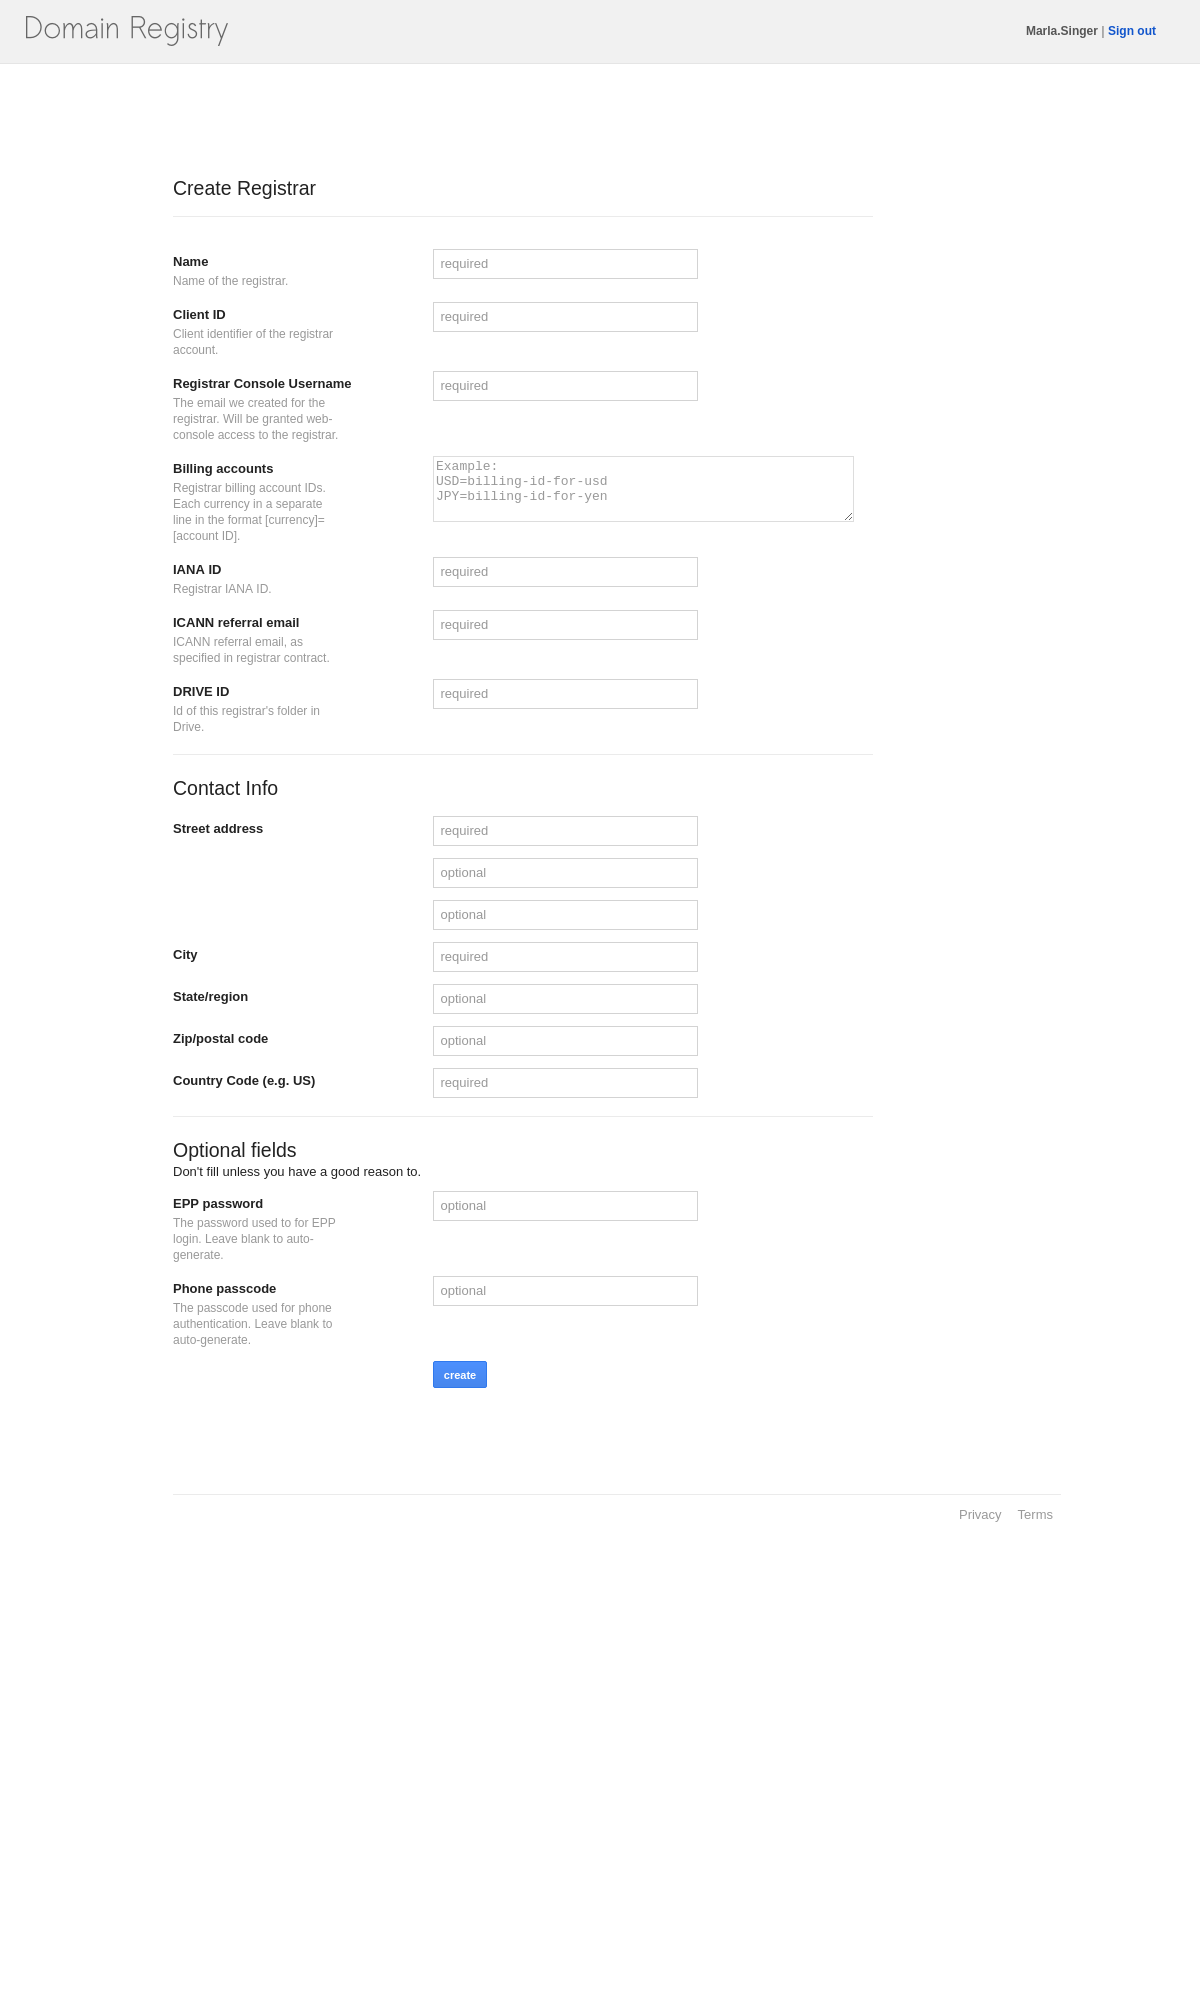 Domain Registry
Marla.Singer | Sign out
Create Registrar
Name
required
Name of the registrar.
Client ID
required
Client identifier of the registrar
account.
Registrar Console Username
required
The email we created for the
registrar. Will be granted web-
console access to the registrar.
Billing accounts
Example:
USD=billing-id-for-usd
JPY=billing-id-for-yen
Registrar billing account IDs.
Each currency in a separate
line in the format [currency]=
[account ID].
IANA ID
required
Registrar IANA ID.
ICANN referral email
required
ICANN referral email, as
specified in registrar contract.
DRIVE ID
required
Id of this registrar's folder in
Drive.
Contact Info
Street address
required
optional
optional
City
required
State/region
optional
Zip/postal code
optional
Country Code (e.g. US)
required
Optional fields
Don't fill unless you have a good reason to.
EPP password
optional
The password used to for EPP
login. Leave blank to auto-
generate.
Phone passcode
optional
The passcode used for phone
authentication. Leave blank to
auto-generate.
create
Privacy Terms